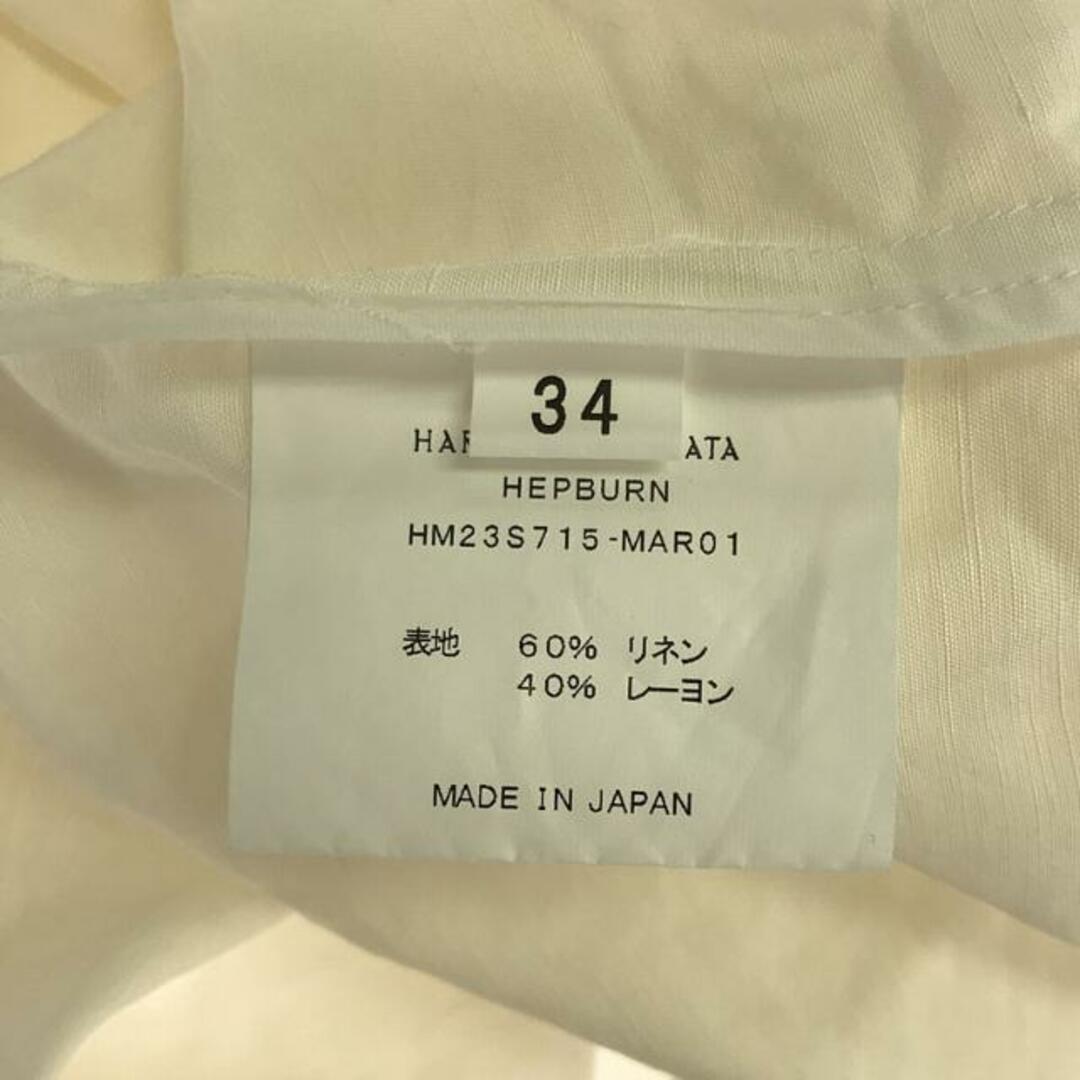 34
HEPBURN
HM23S715-MAR01
表地 60% リネン
40% レーヨン
MADE IN JAPAN